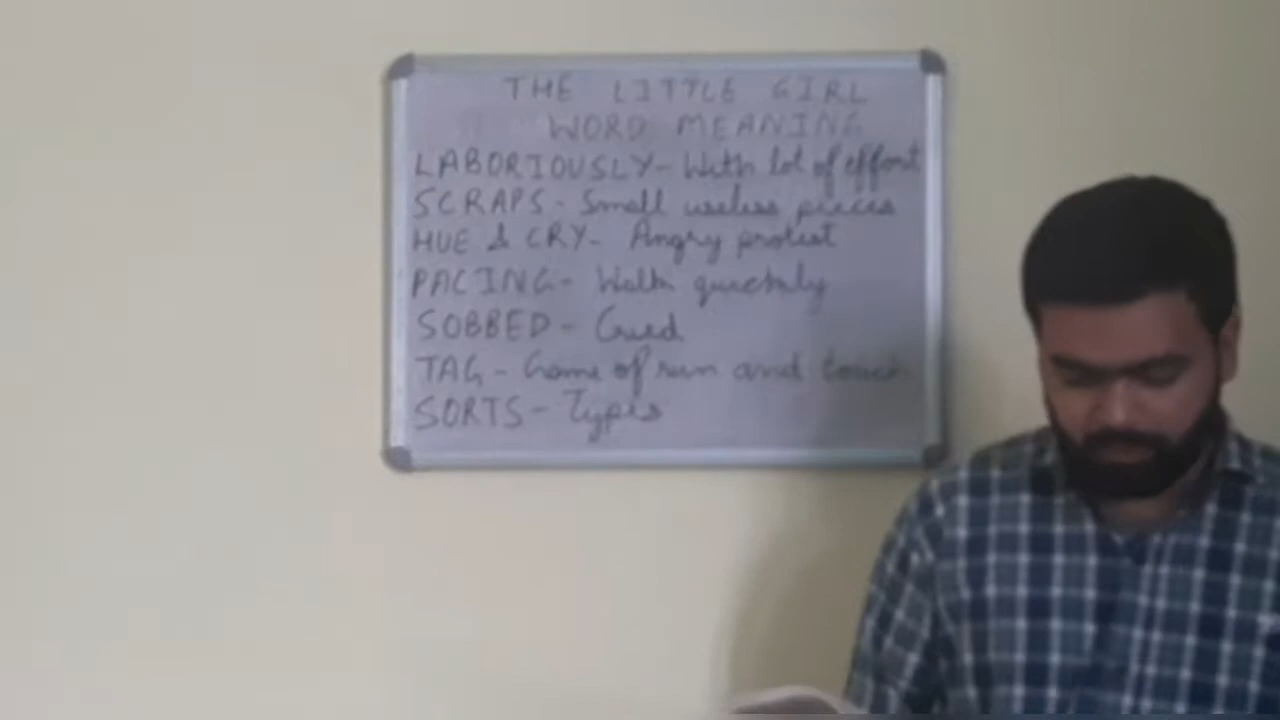 THE LITTLE GIRL
WORD MEANING
LABORIOUSLY - With lot of effort
SCRAPS - Small useless pieces
HUE & CRY - Angry protest
PACING - Walk quickly
SOBBED - Cried
TAG - Game of run and touch
SORTS - Types